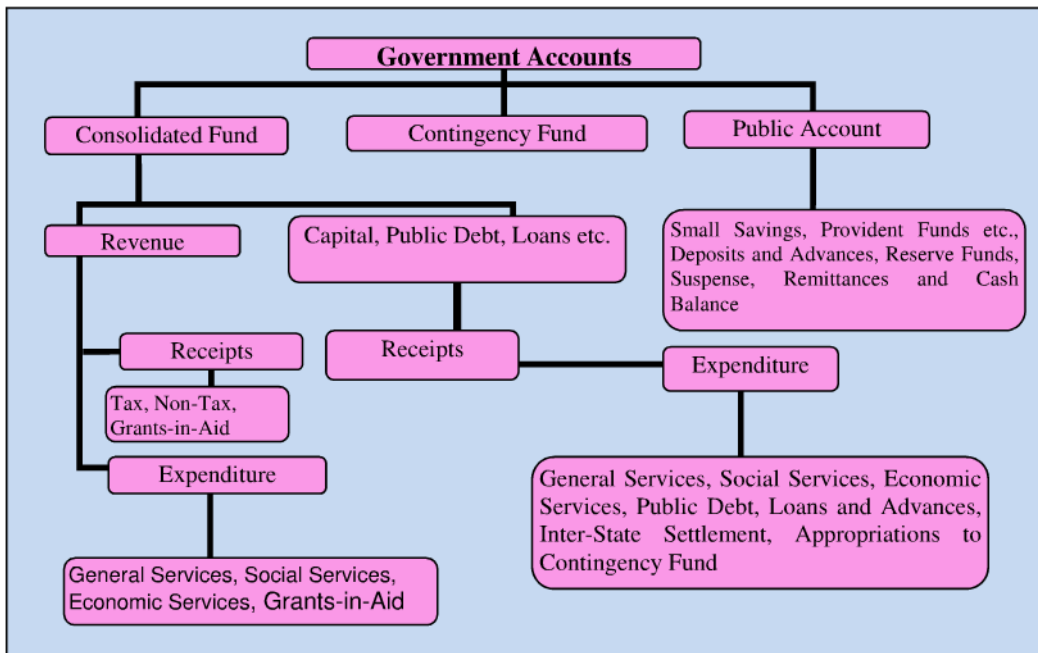 Government Accounts
Consolidated Fund
Contingency Fund
Public Account
Revenue
Capital, Public Debt, Loans etc.
Small Savings, Provident Funds etc.,
Deposits and Advances, Reserve Funds,
Suspense, Remittances and Cash
Balance
Receipts
Receipts
Expenditure
Tax, Non-Tax,
Grants-in-Aid
Expenditure
General Services, Social Services, Economic
Services, Public Debt, Loans and Advances,
Inter-State Settlement, Appropriations to
Contingency Fund
General Services, Social Services,
Economic Services, Grants-in-Aid